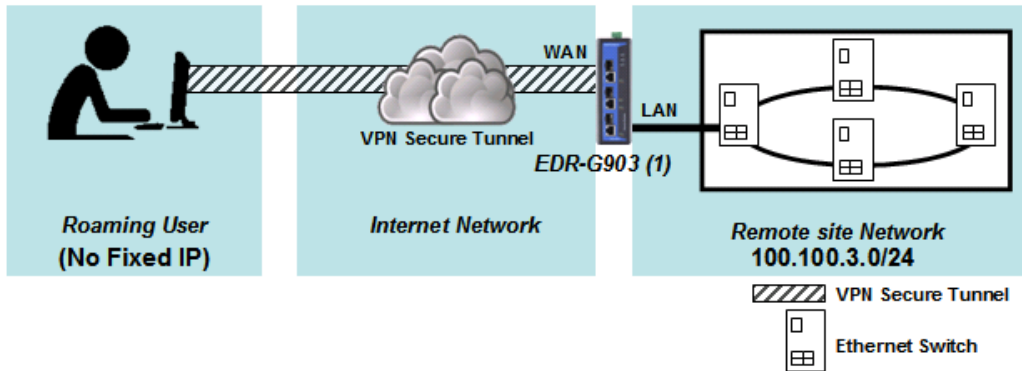 WAN
LAN
VPN Secure Tunnel
EDR-G903 (1)
Roaming User
(No Fixed IP)
Internet Network
Remote site Network
100.100.3.0/24
VPN Secure Tunnel
Ethernet Switch